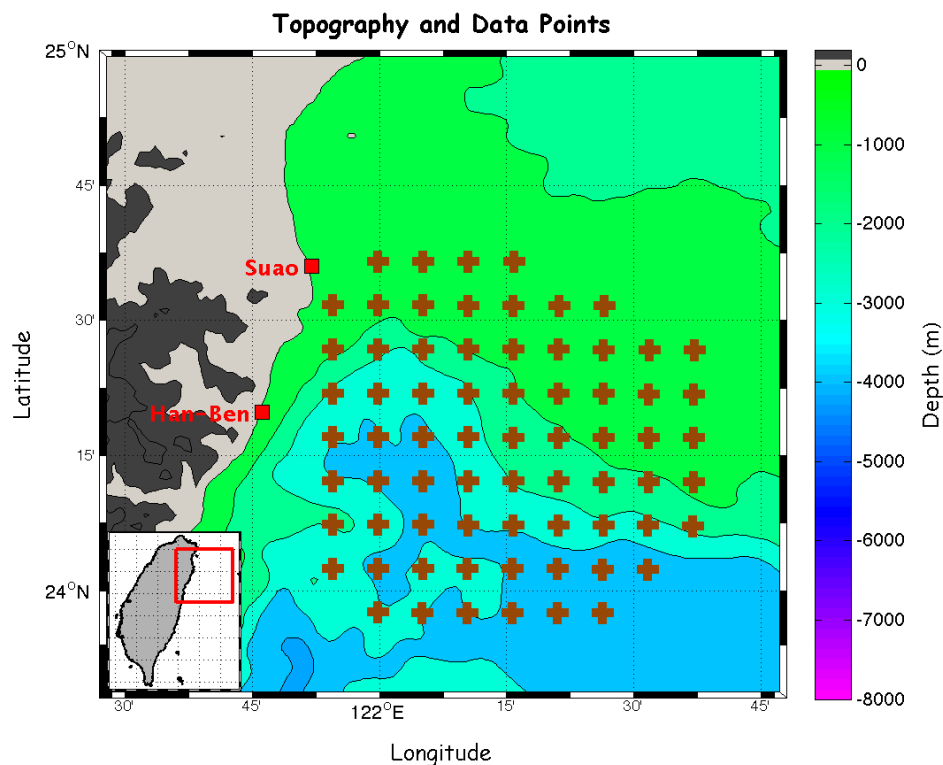 Topography and Data Points
25°N
45'
30'
15'
24°N
Latitude
Suao
Han-Ben
30'
45'
122°E
15'
30'
45'
Longitude
0
-1000
-2000
-3000
-4000
-5000
-6000
-7000
-8000
Depth (m)